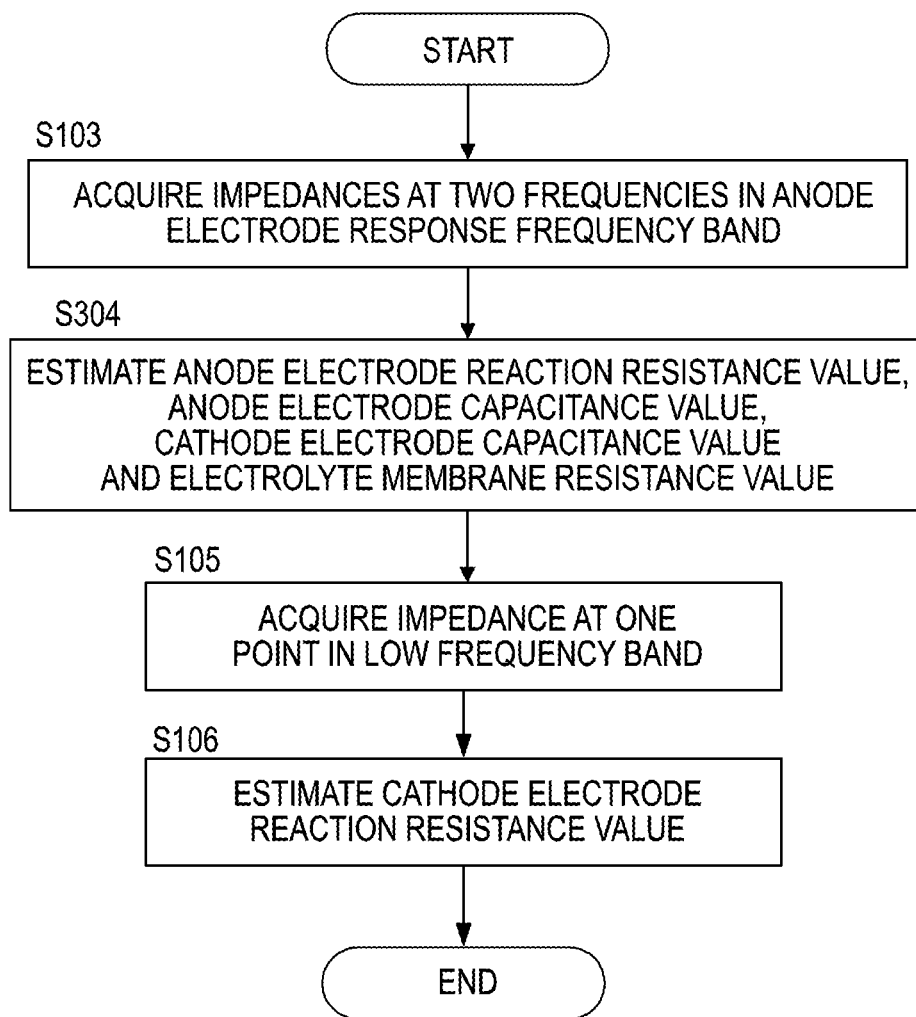 START
S103
ACQUIRE IMPEDANCES AT TWO FREQUENCIES IN ANODE
ELECTRODE RESPONSE FREQUENCY BAND
S304
ESTIMATE ANODE ELECTRODE REACTION RESISTANCE VALUE,
ANODE ELECTRODE CAPACITANCE VALUE,
CATHODE ELECTRODE CAPACITANCE VALUE
AND ELECTROLYTE MEMBRANE RESISTANCE VALUE
S105
ACQUIRE IMPEDANCE AT ONE
POINT IN LOW FREQUENCY BAND
S106
ESTIMATE CATHODE ELECTRODE
REACTION RESISTANCE VALUE
END